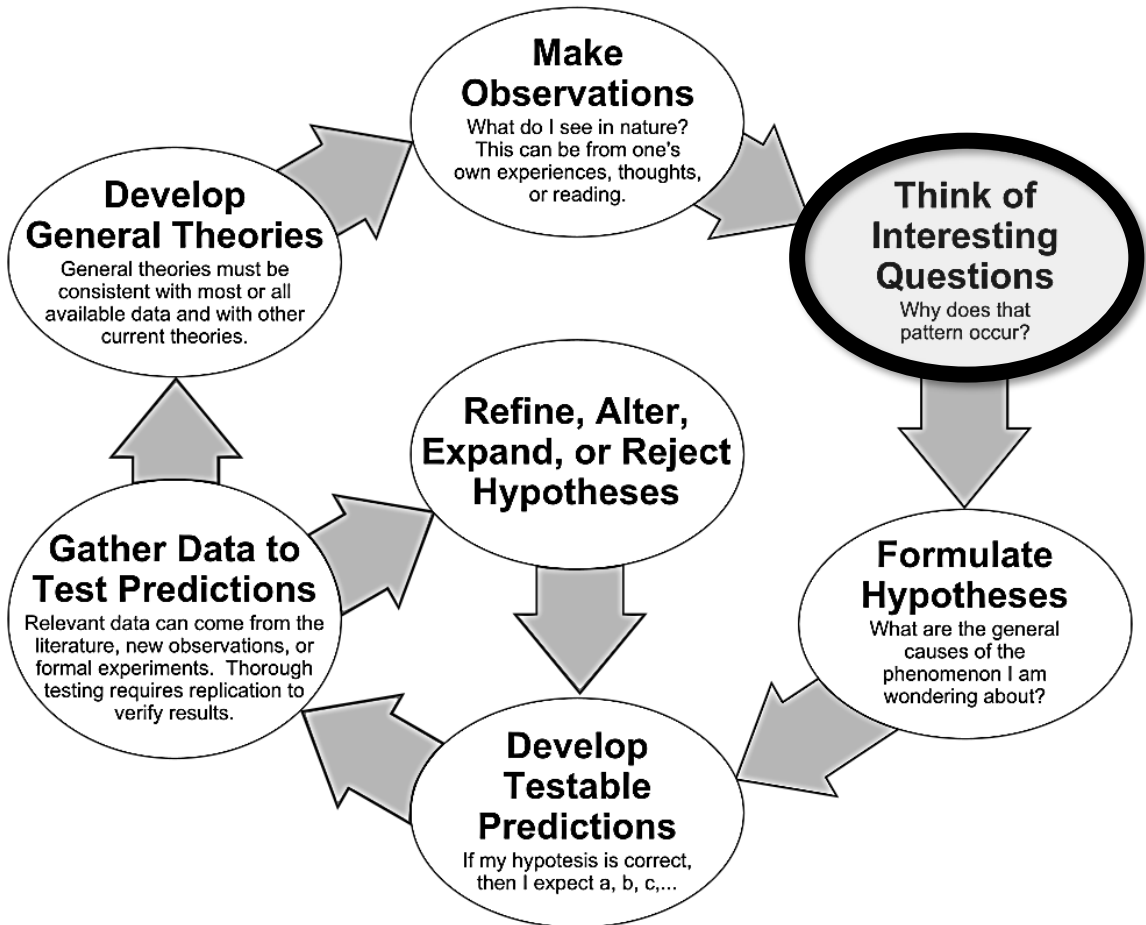 Make
Observations
What do I see in nature?
This can be from one's
own experiences, thoughts,
or reading.
Think of
Interesting
Questions
Why does that
pattern occur?
Formulate
Hypotheses
What are the general
causes of the
phenomenon I am
wondering about?
Develop
Testable
Predictions
If my hypotesis is correct,
then I expect a, b, c,...
Gather Data to
Test Predictions
Relevant data can come from the
literature, new observations, or
formal experiments.  Thorough
testing requires replication to
verify results.
Refine, Alter,
Expand, or Reject
Hypotheses
Develop
General Theories
General theories must be
consistent with most or all
available data and with other
current theories.